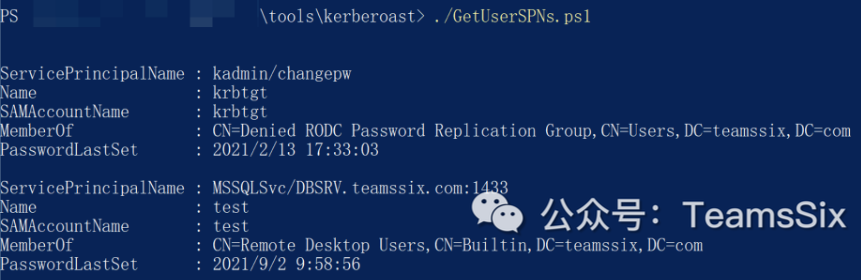 PS \tools\kerberoast> ./GetUserSPNs.ps1
ServicePrincipalName : kadmin/changepw
Name : krbtgt
SAMAccountName : krbtgt
MemberOf : CN=Denied RODC Password Replication Group,CN=Users,DC=teamssix,DC=com
PasswordLastSet : 2021/2/13 17:33:03
ServicePrincipalName : MSSQLSvc/DBSRV.teamssix.com:1433
Name : test
SAMAccountName : test
MemberOf : CN=Remote Desktop Users,CN=Builtin,DC=teamssix,DC=com
PasswordLastSet : 2021/9/2 9:58:56
公众号：TeamsSix